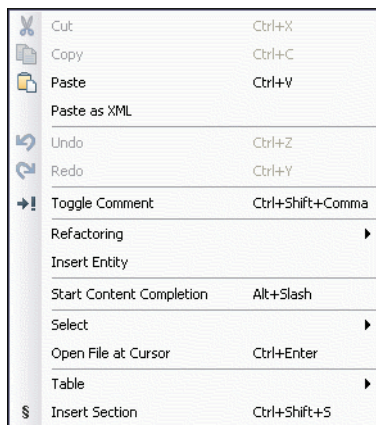 Cut Ctrl+X
Copy Ctrl+C
Paste Ctrl+V
Paste as XML
Undo Ctrl+Z
Redo Ctrl+Y
Toggle Comment Ctrl+Shift+Comma
Refactoring
Insert Entity
Start Content Completion Alt+Slash
Select
Open File at Cursor Ctrl+Enter
Table
§ Insert Section Ctrl+Shift+S